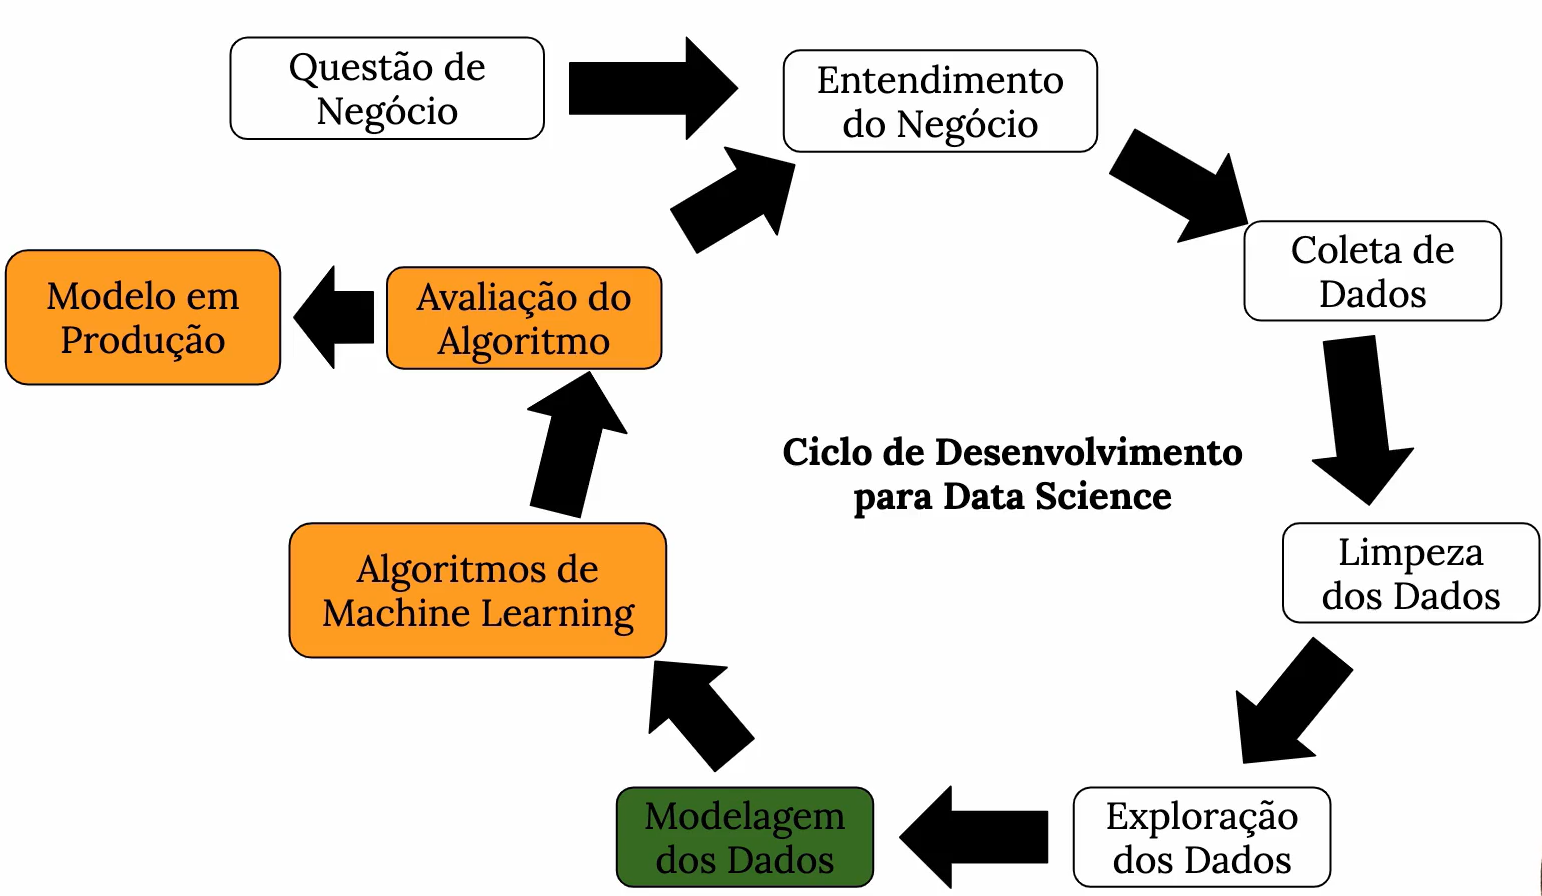 Questão de
Negócio
Entendimento
do Negócio
Coleta de
Dados
Modelo em
Produção
Avaliação do
Algoritmo
Ciclo de Desenvolvimento
para Data Science
Limpeza
dos Dados
Algoritmos de
Machine Learning
Modelagem
dos Dados
Exploração
dos Dados